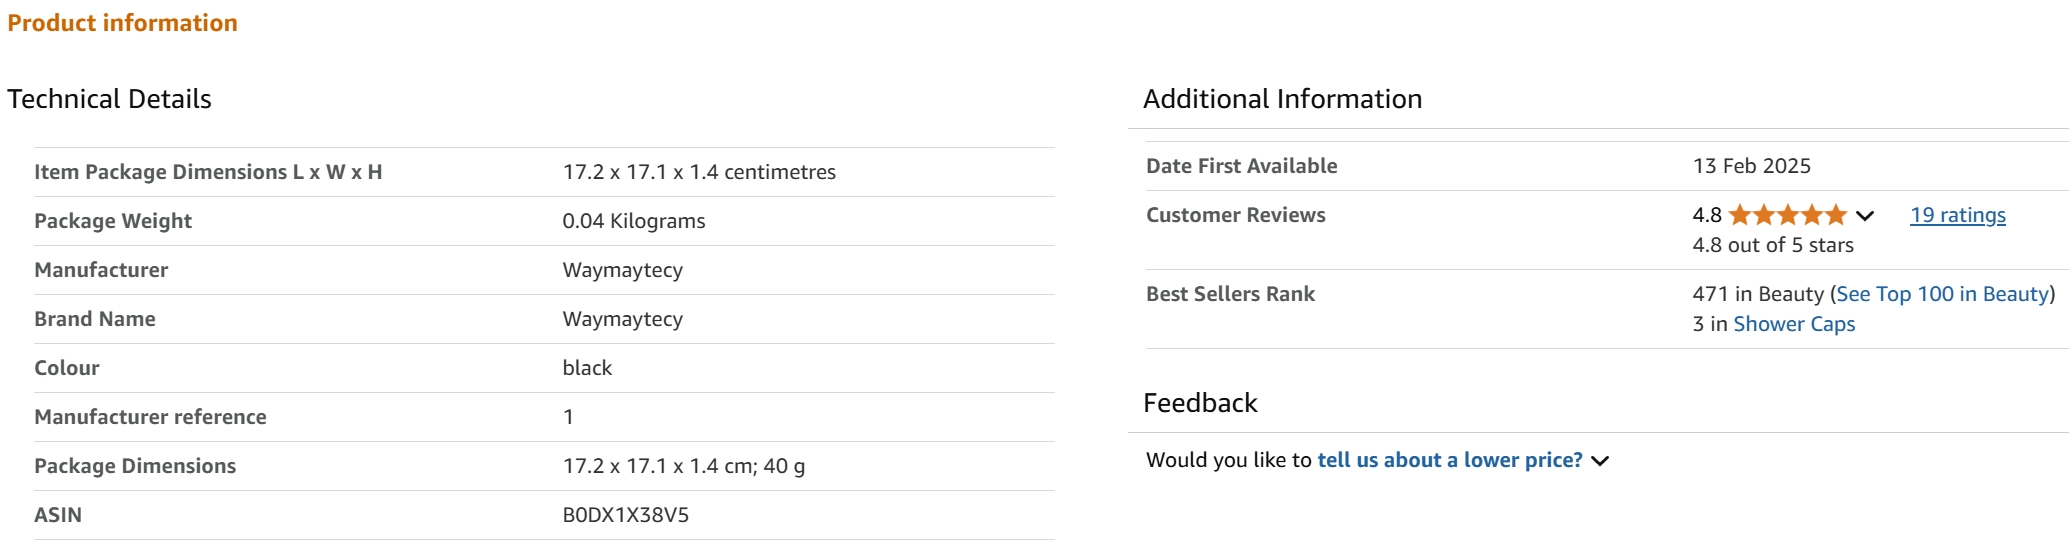 Product information
Technical Details
Item Package Dimensions L x W x H 17.2 x 17.1 x 1.4 centimetres
Package Weight 0.04 Kilograms
Manufacturer Waymaytecy
Brand Name Waymaytecy
Colour black
Manufacturer reference 1
Package Dimensions 17.2 x 17.1 x 1.4 cm; 40 g
ASIN B0DX1X38V5
Additional Information
Date First Available 13 Feb 2025
Customer Reviews 4.8 19 ratings
4.8 out of 5 stars
Best Sellers Rank 471 in Beauty (See Top 100 in Beauty)
3 in Shower Caps
Feedback
Would you like to tell us about a lower price?